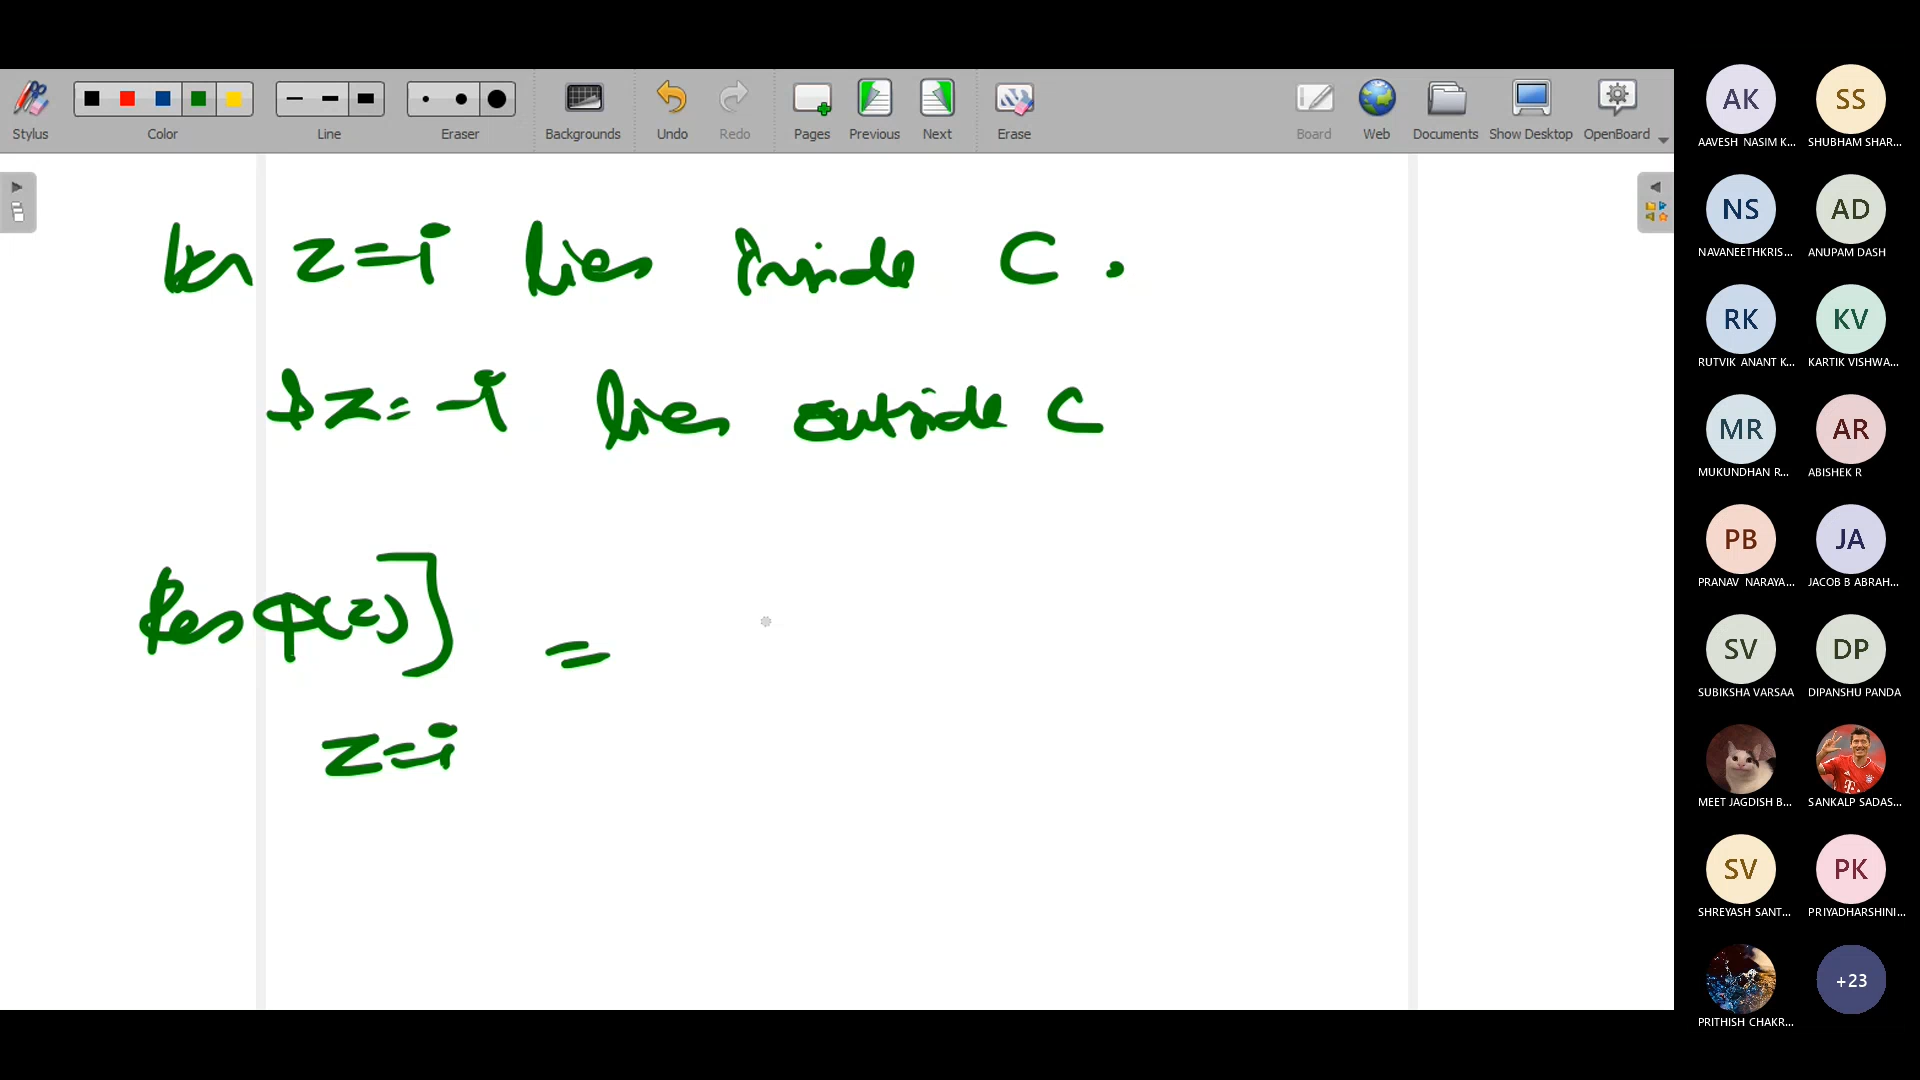 Stylus Color Line Eraser Backgrounds Undo Redo Pages Previous Next Erase Board Web Documents Show Desktop OpenBoard
z=i lies inside C.
& z=-i lies outside C
Res φ(z)] =
z=i
AK SS
AAVESH NASIM K... SHUBHAM SHAR...
NS AD
NAVANEETHKRIS... ANUPAM DASH
RK KV
RUTVIK ANANT K... KARTIK VISHWA...
MR AR
MUKUNDHAN R... ABISHEK R
PB JA
PRANAV NARAYA... JACOB B ABRAH...
SV DP
SUBIKSHA VARSAA DIPANSHU PANDA
MEET JAGDISH B... SANKALP SADAS...
SV PK
SHREYASH SANT... PRIYADHARSHINI...
+23
PRITHISH CHAKR...